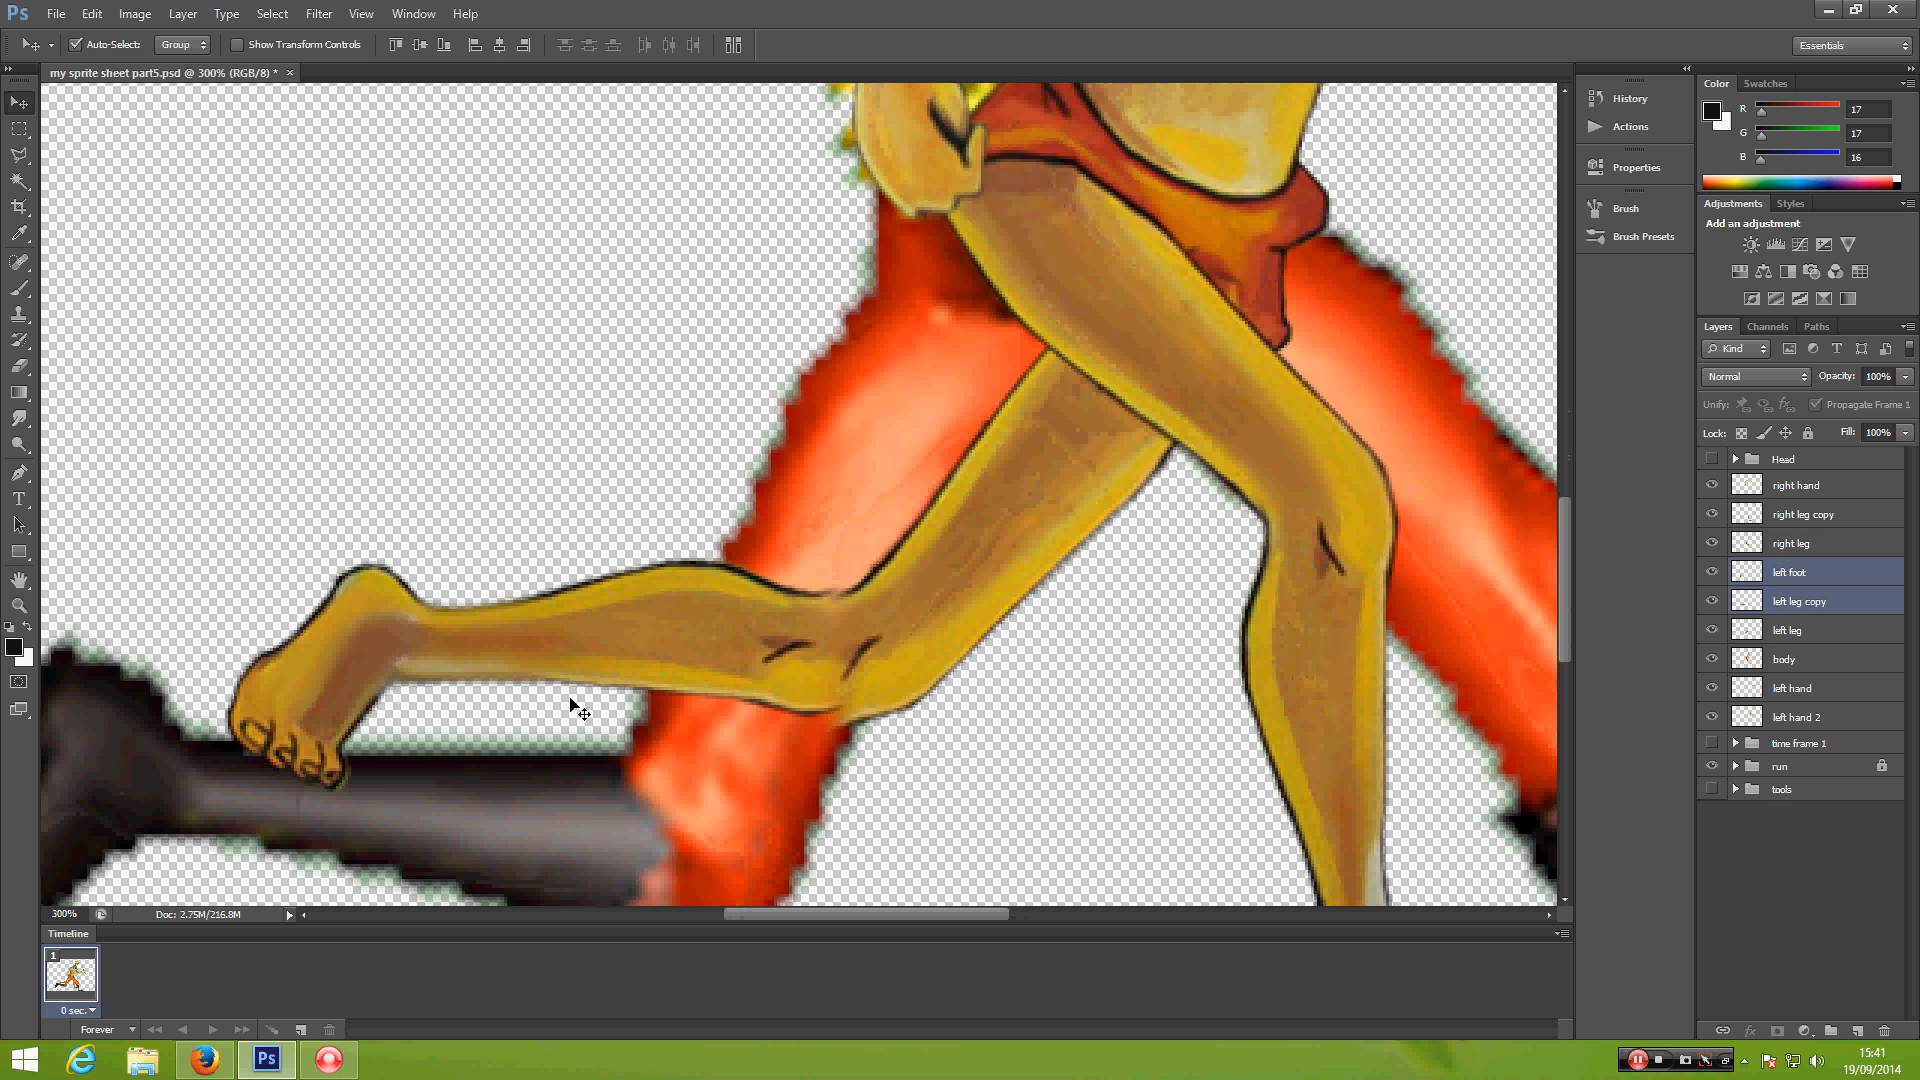 Ps File Edit Image Layer Type Select Filter View Window Help
Auto-Select: Group Show Transform Controls Essentials
my sprite sheet part5.psd @ 300% (RGB/8) * ×
History
Actions
Properties
Brush
Brush Presets
Color Swatches
R 17
G 17
B 16
Adjustments Styles
Add an adjustment
Layers Channels Paths
Kind
Normal Opacity: 100%
Unify: Propagate Frame 1
Lock: Fill: 100%
Head
right hand
right leg copy
right leg
left foot
left leg copy
left leg
body
left hand
left hand 2
time frame 1
run
tools
300% Doc: 2.75M/216.8M
Timeline
1
0 sec.
Forever
Ps
15:41
19/09/2014